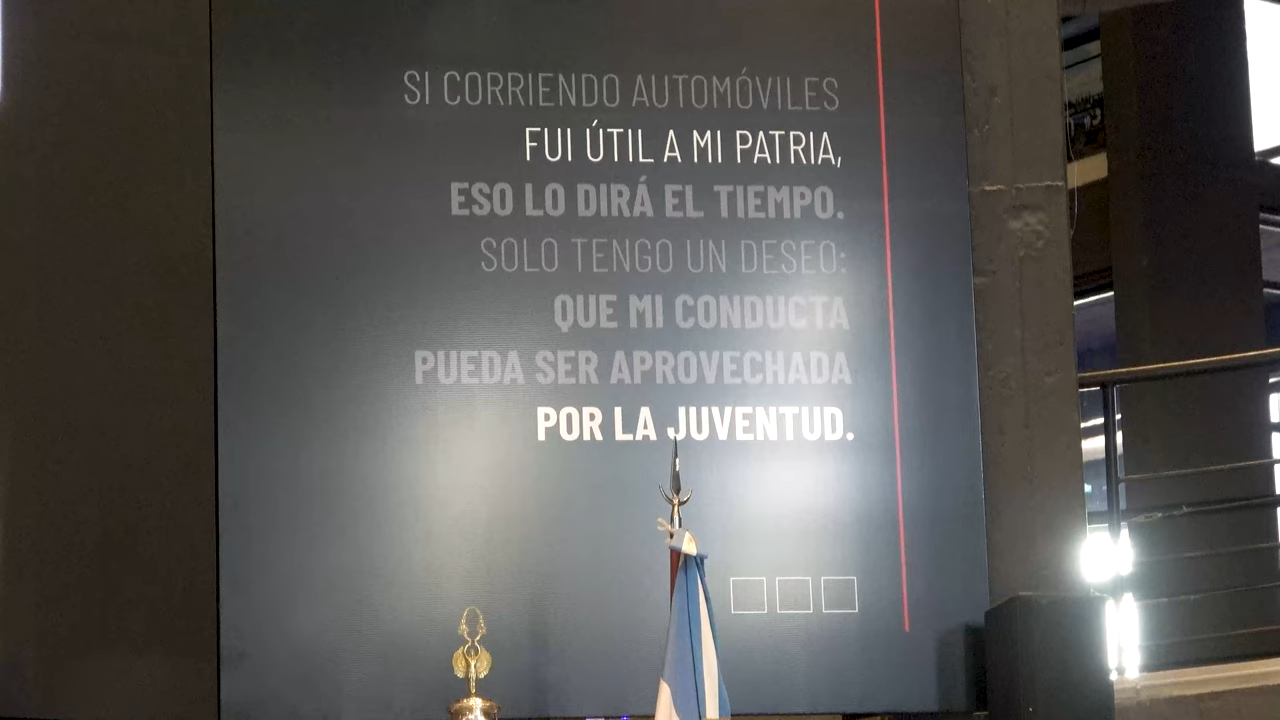 SI CORRIENDO AUTOMÓVILES
FUI ÚTIL A MI PATRIA,
ESO LO DIRÁ EL TIEMPO.
SOLO TENGO UN DESEO:
QUE MI CONDUCTA
PUEDA SER APROVECHADA
POR LA JUVENTUD.